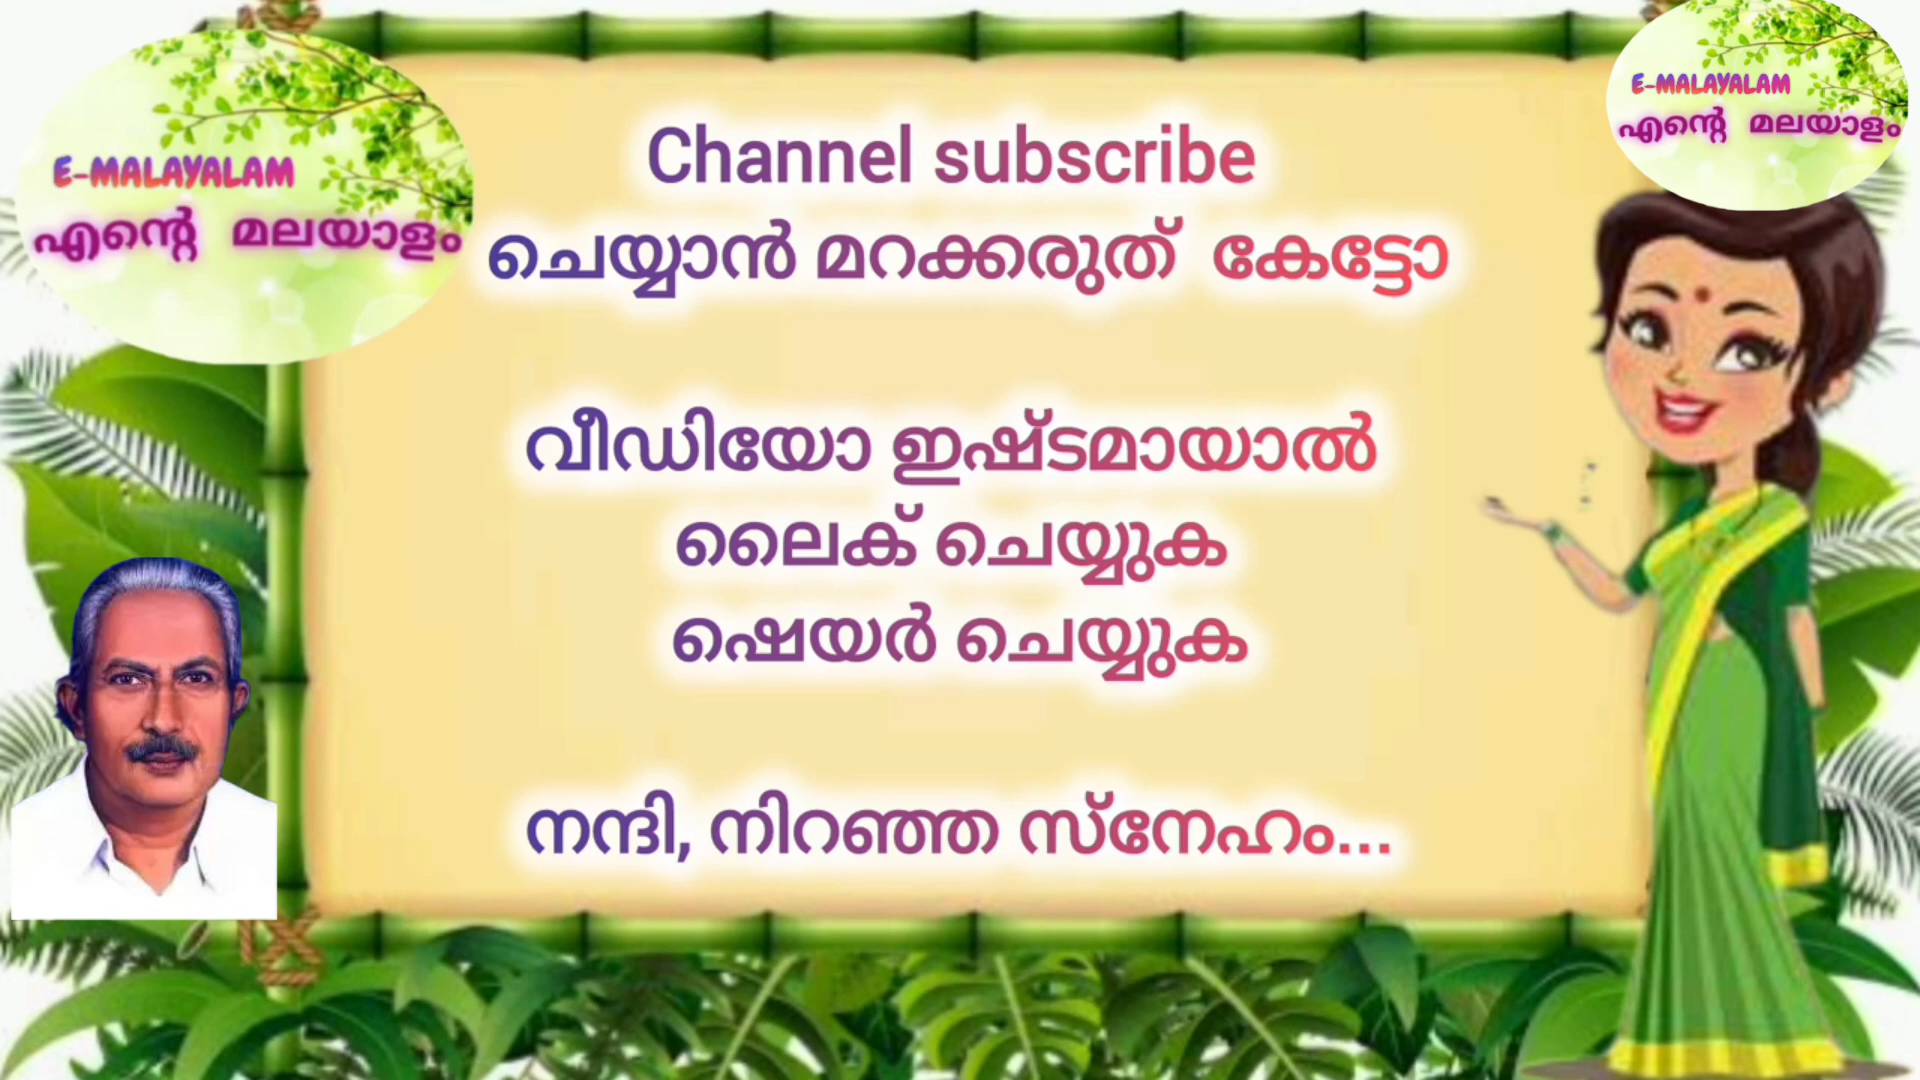 E-MALAYALAM
എന്റെ മലയാളം
E-MALAYALAM
എന്റെ മലയാളം
Channel subscribe
ചെയ്യാൻ മറക്കരുത് കേട്ടോ
വീഡിയോ ഇഷ്ടമായാൽ
ലൈക് ചെയ്യുക
ഷെയർ ചെയ്യുക
നന്ദി, നിറഞ്ഞ സ്നേഹം...